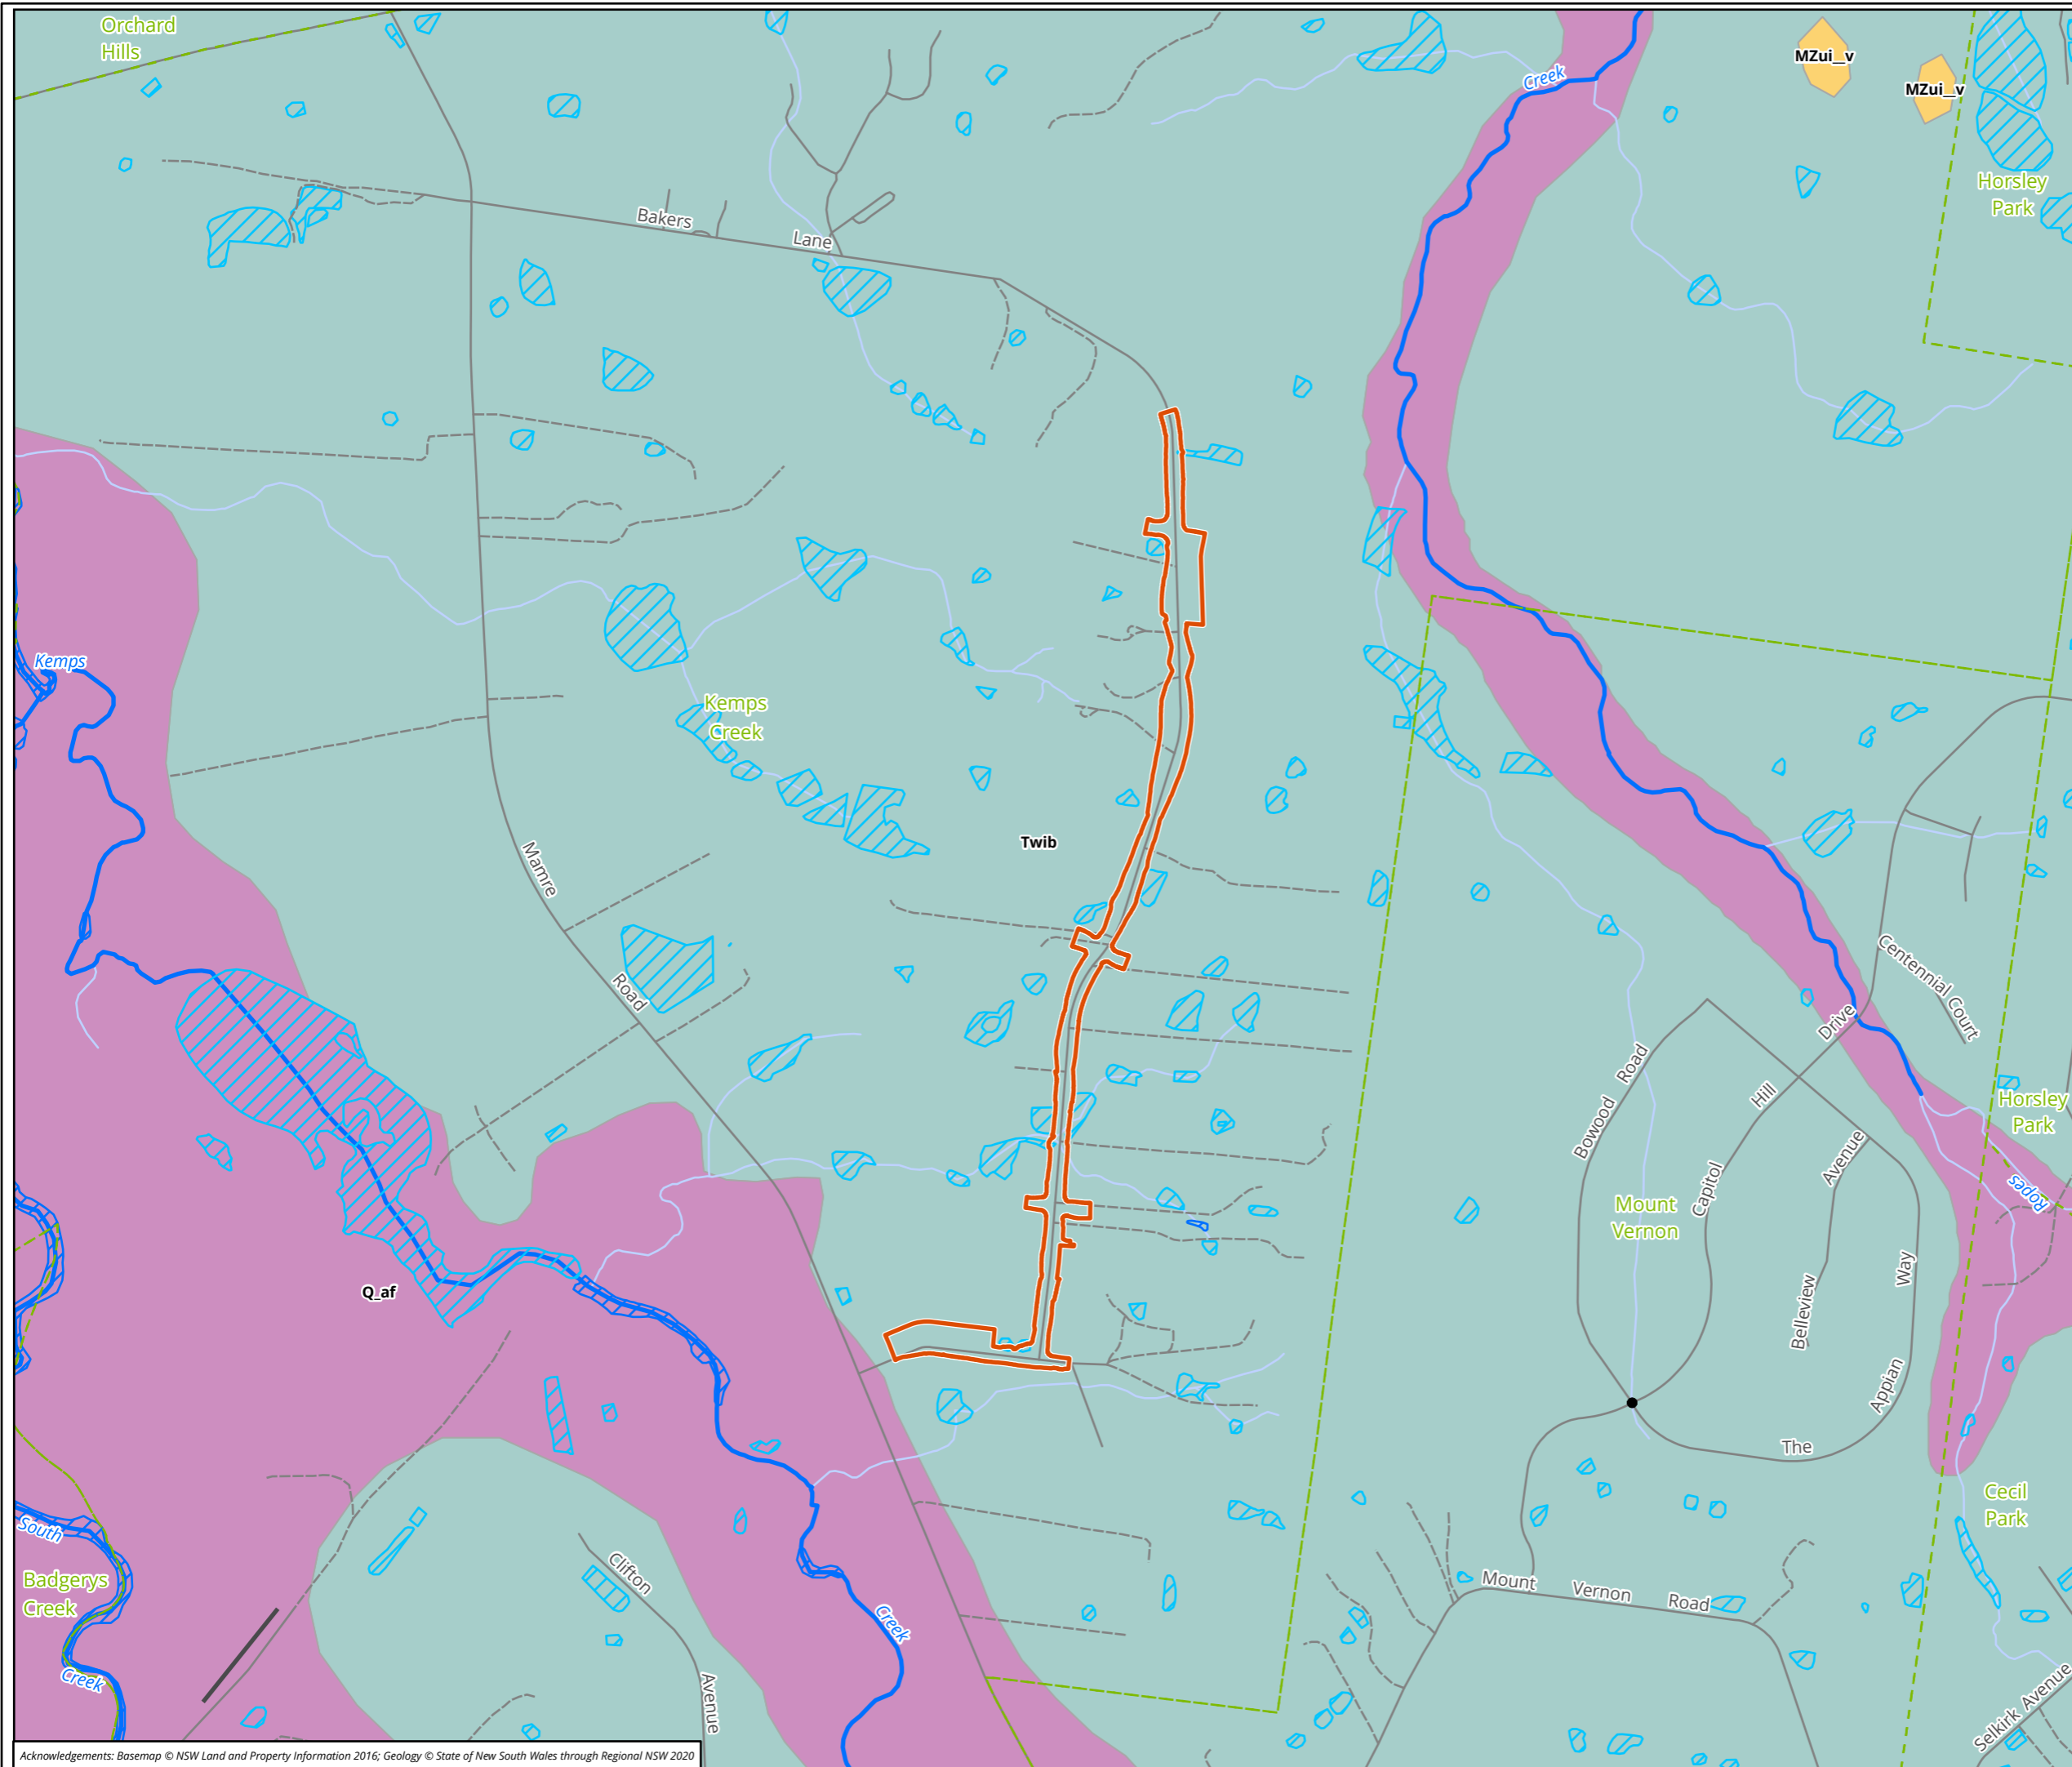 Orchard
Hills
Creek
MZui__v
MZui__v
Horsley
Park
Bakers
Lane
Kemps
Kemps
Creek
Twib
Mamre
Road
Centennial Court
Drive
Hill
Bowood Road
Capitol
Avenue
Belleview
Way
Appian
The
Horsley
Park
Ropes
Mount
Vernon
Q_af
Cecil
Park
South
Creek
Badgerys
Creek
Clifton
Avenue
Creek
Mount Vernon Road
Selkirk Avenue
Acknowledgements: Basemap © NSW Land and Property Information 2016; Geology © State of New South Wales through Regional NSW 2020